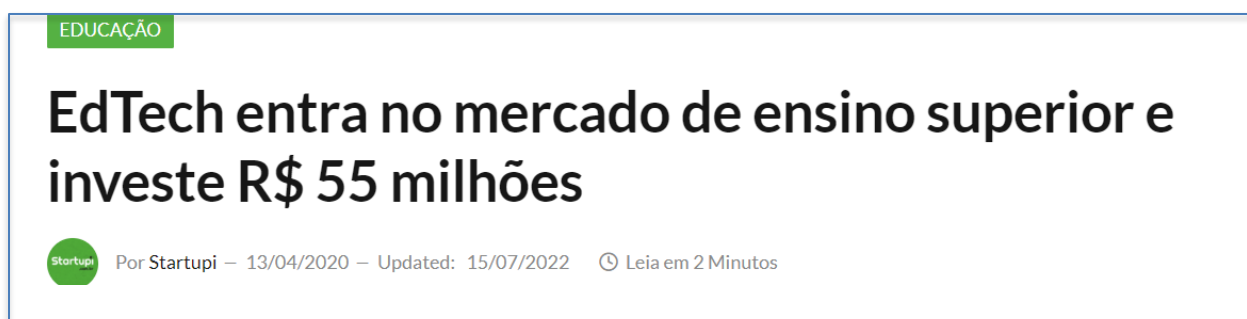 EDUCAÇÃO
EdTech entra no mercado de ensino superior e
investe R$ 55 milhões
Startupi
Por Startupi — 13/04/2020 — Updated: 15/07/2022 Leia em 2 Minutos